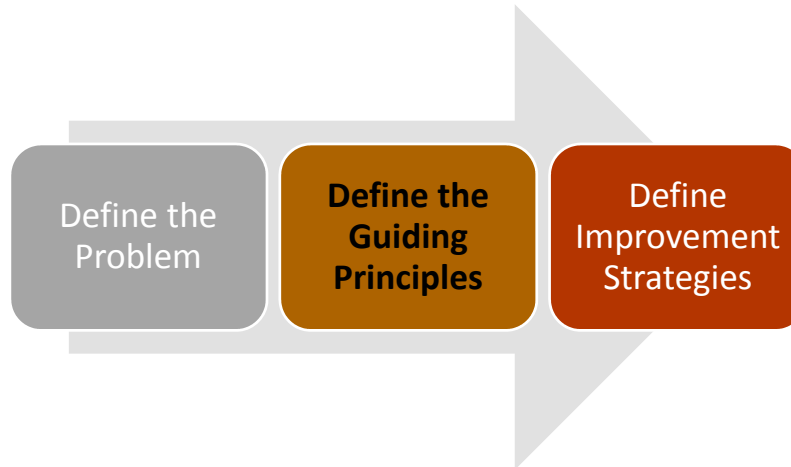 Define the
Problem
Define the
Guiding
Principles
Define
Improvement
Strategies